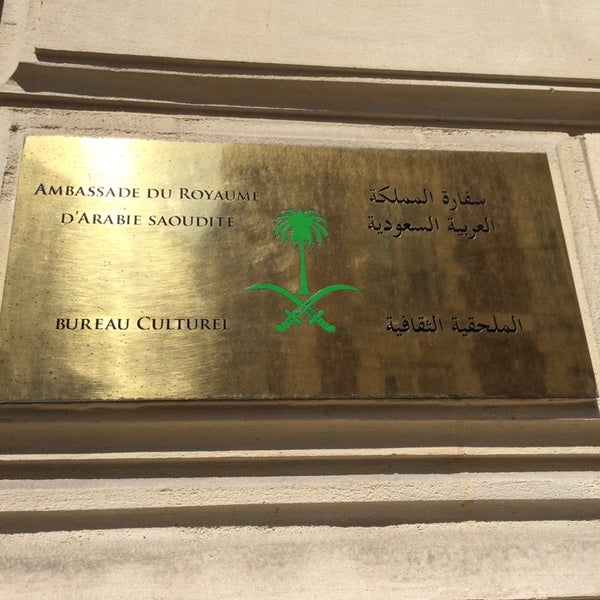 Ambassade du Royaume
d'Arabie saoudite
bureau Culturel
سفارة المملكة
العربية السعودية
الملحقية الثقافية